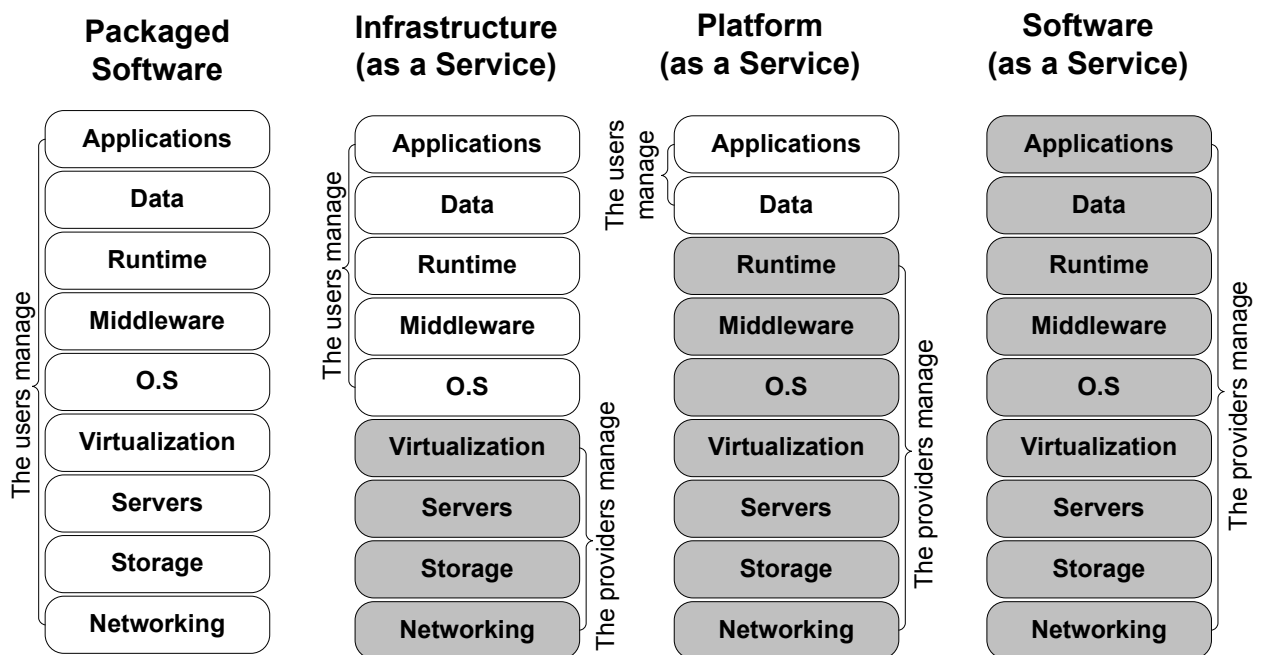 Packaged
Software
The users manage
Applications
Data
Runtime
Middleware
O.S
Virtualization
Servers
Storage
Networking
Infrastructure
(as a Service)
The users manage
Applications
Data
Runtime
Middleware
O.S
Virtualization
Servers
Storage
Networking
The providers manage
Platform
(as a Service)
The users
manage
Applications
Data
Runtime
Middleware
O.S
Virtualization
Servers
Storage
Networking
The providers manage
Software
(as a Service)
Applications
Data
Runtime
Middleware
O.S
Virtualization
Servers
Storage
Networking
The providers manage